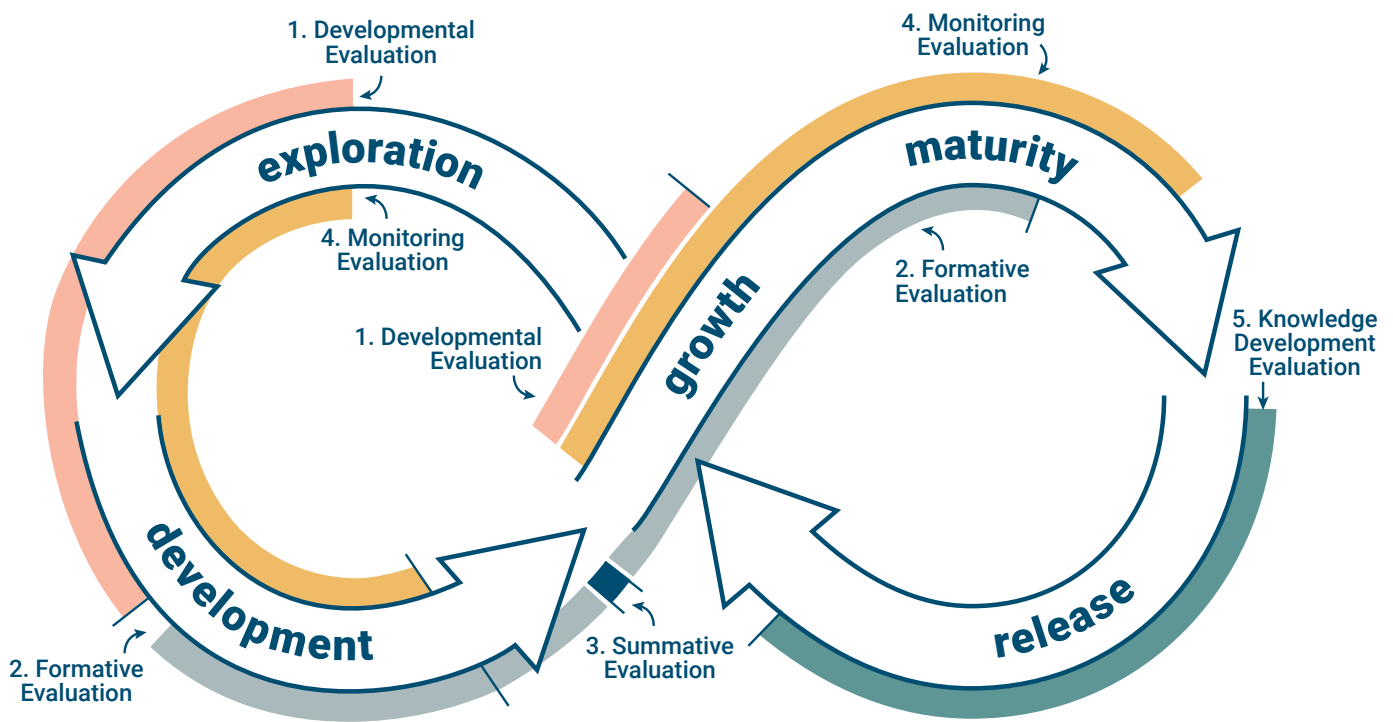 1. Developmental
Evaluation
4. Monitoring
Evaluation
exploration
maturity
4. Monitoring
Evaluation
2. Formative
Evaluation
growth
1. Developmental
Evaluation
5. Knowledge
Development
Evaluation
development
release
3. Summative
Evaluation
2. Formative
Evaluation